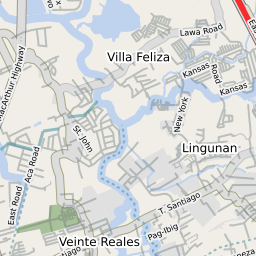 Lawa Road
Villa Feliza
Kansas
Road
Kansas
MacArthur Highway
New York
St. John
Lingunan
Aca Road
East Road
T. Santiago
Pag-Ibig
Veinte Reales